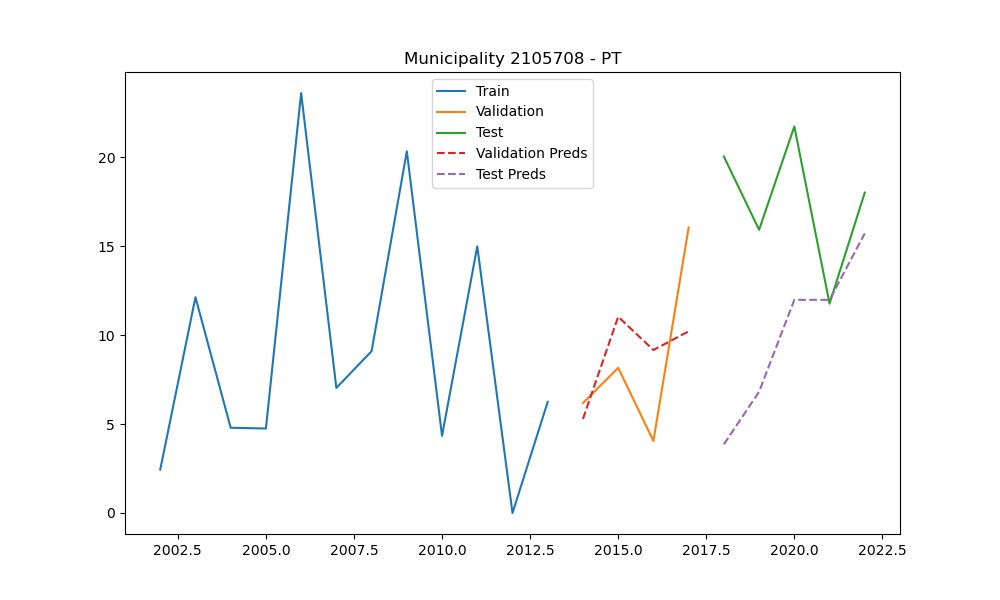 Municipality 2105708 - PT
Train
Validation
Test
Validation Preds
Test Preds
20
15
10
5
0
2002.5 2005.0 2007.5 2010.0 2012.5 2015.0 2017.5 2020.0 2022.5